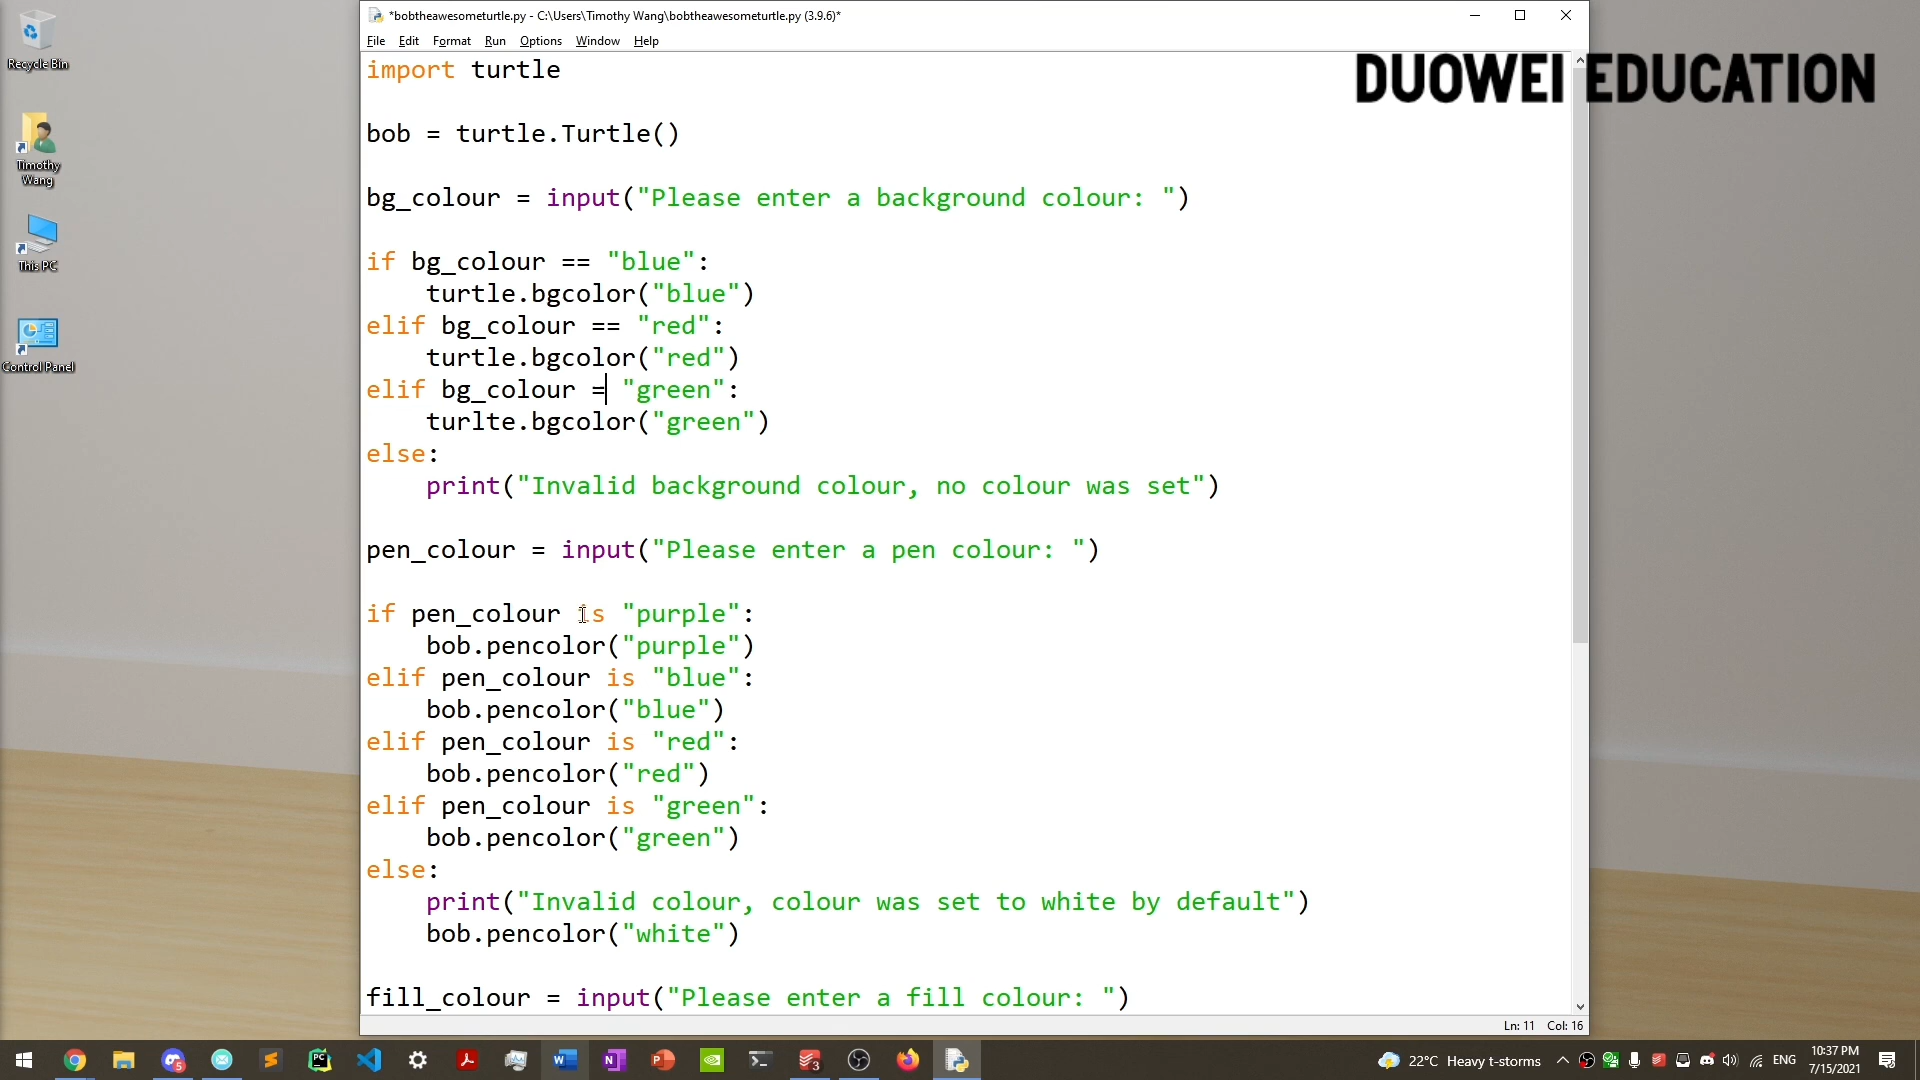 *bobtheawesometurtle.py - C:\Users\Timothy Wang\bobtheawesometurtle.py (3.9.6)*
File Edit Format Run Options Window Help
DUOWEI EDUCATION
Recycle Bin
Timothy
Wang
This PC
Control Panel
import turtle
bob = turtle.Turtle()
bg_colour = input("Please enter a background colour: ")
if bg_colour == "blue":
    turtle.bgcolor("blue")
elif bg_colour == "red":
    turtle.bgcolor("red")
elif bg_colour = "green":
    turlte.bgcolor("green")
else:
    print("Invalid background colour, no colour was set")
pen_colour = input("Please enter a pen colour: ")
if pen_colour is "purple":
    bob.pencolor("purple")
elif pen_colour is "blue":
    bob.pencolor("blue")
elif pen_colour is "red":
    bob.pencolor("red")
elif pen_colour is "green":
    bob.pencolor("green")
else:
    print("Invalid colour, colour was set to white by default")
    bob.pencolor("white")
fill_colour = input("Please enter a fill colour: ")
Ln: 11 Col: 16
22°C Heavy t-storms
ENG
10:37 PM
7/15/2021